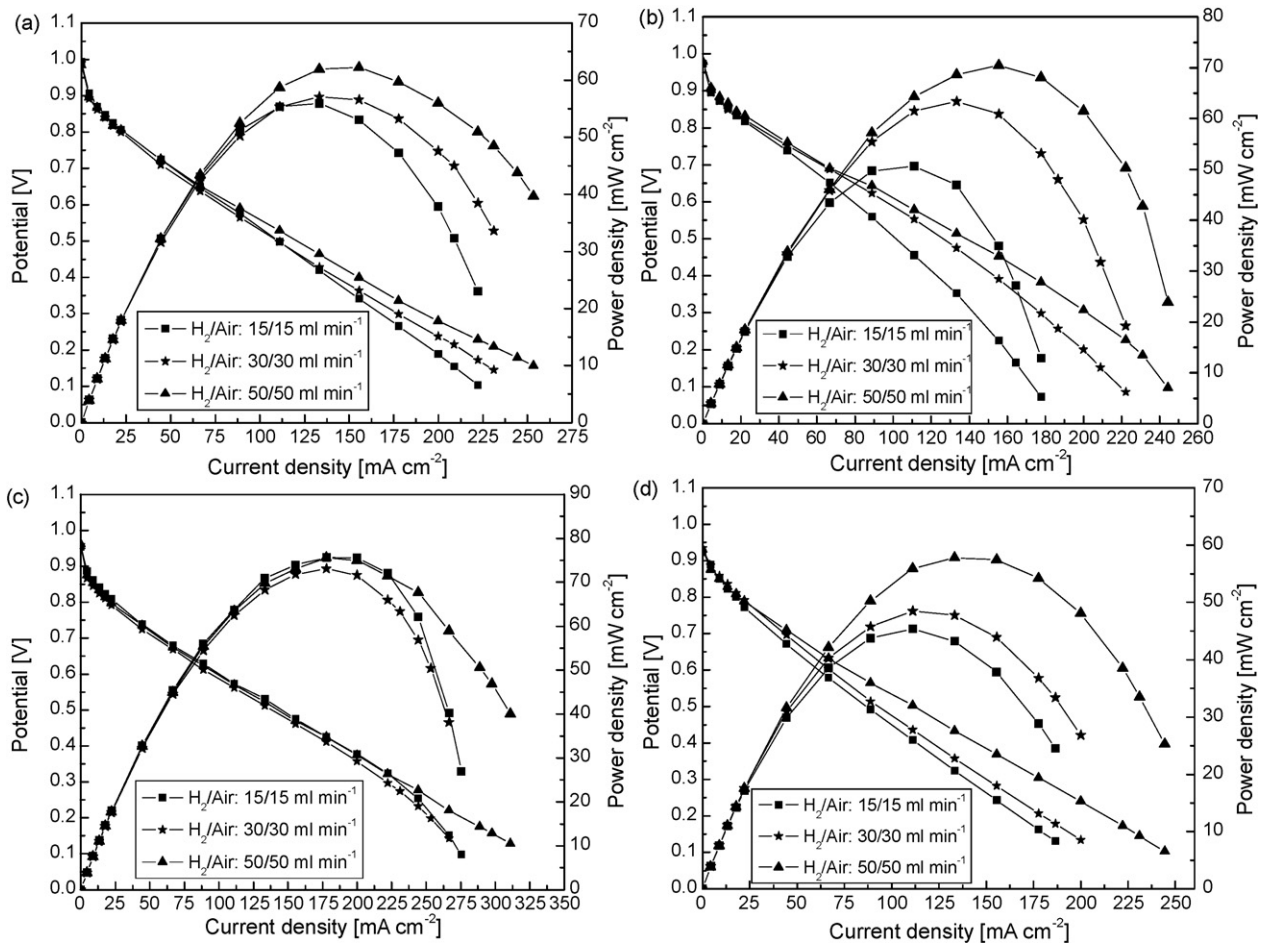 (a)
1.1
1.0
0.9
0.8
0.7
0.6
0.5
0.4
0.3
0.2
0.1
0.0
Potential [V]
H₂/Air: 15/15 ml min⁻¹
H₂/Air: 30/30 ml min⁻¹
H₂/Air: 50/50 ml min⁻¹
0 25 50 75 100 125 150 175 200 225 250 275
Current density [mA cm⁻²]
70
60
50
40
30
20
10
0
Power density [mW cm⁻²]
(b)
1.1
1.0
0.9
0.8
0.7
0.6
0.5
0.4
0.3
0.2
0.1
0.0
Potential [V]
H₂/Air: 15/15 ml min⁻¹
H₂/Air: 30/30 ml min⁻¹
H₂/Air: 50/50 ml min⁻¹
0 20 40 60 80 100 120 140 160 180 200 220 240 260
Current density [mA cm⁻²]
80
70
60
50
40
30
20
10
0
Power density [mW cm⁻²]
(c)
1.1
1.0
0.9
0.8
0.7
0.6
0.5
0.4
0.3
0.2
0.1
0.0
Potential [V]
H₂/Air: 15/15 ml min⁻¹
H₂/Air: 30/30 ml min⁻¹
H₂/Air: 50/50 ml min⁻¹
0 25 50 75 100 125 150 175 200 225 250 275 300 325 350
Current density [mA cm⁻²]
90
80
70
60
50
40
30
20
10
0
Power density [mW cm⁻²]
(d)
1.1
1.0
0.9
0.8
0.7
0.6
0.5
0.4
0.3
0.2
0.1
0.0
Potential [V]
H₂/Air: 15/15 ml min⁻¹
H₂/Air: 30/30 ml min⁻¹
H₂/Air: 50/50 ml min⁻¹
0 25 50 75 100 125 150 175 200 225 250
Current density [mA cm⁻²]
70
60
50
40
30
20
10
0
Power density [mW cm⁻²]